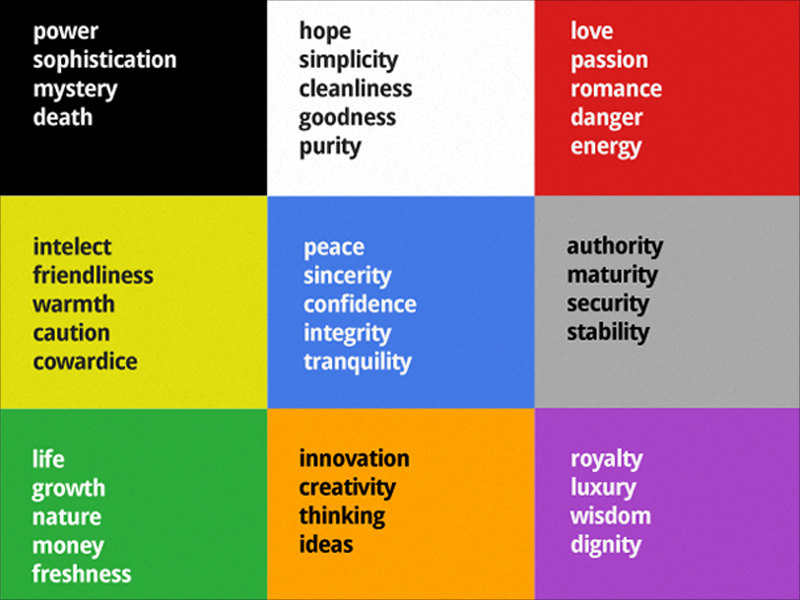 power
sophistication
mystery
death
hope
simplicity
cleanliness
goodness
purity
love
passion
romance
danger
energy
intelect
friendliness
warmth
caution
cowardice
peace
sincerity
confidence
integrity
tranquility
authority
maturity
security
stability
life
growth
nature
money
freshness
innovation
creativity
thinking
ideas
royalty
luxury
wisdom
dignity